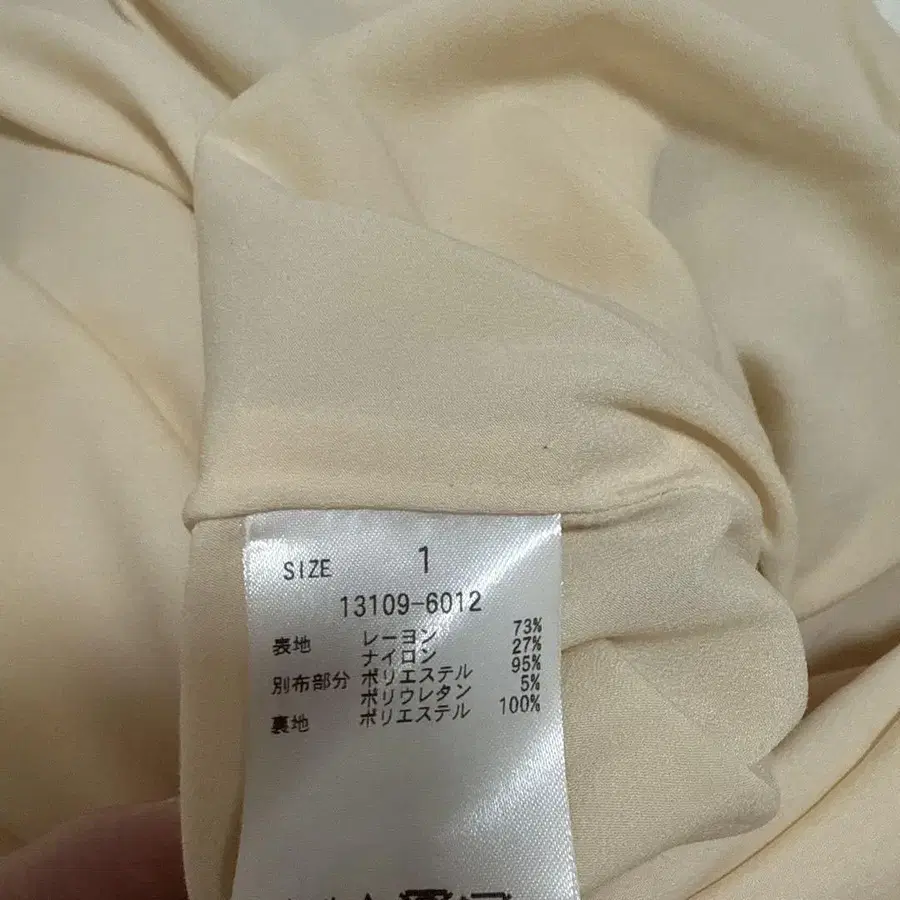 SIZE 1
13109-6012
表地 レーヨン 73%
ナイロン 27%
別布部分 ポリエステル 95%
ポリウレタン 5%
裏地 ポリエステル 100%